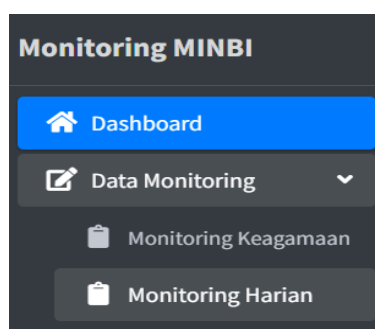 Monitoring MINBI
Dashboard
Data Monitoring
Monitoring Keagamaan
Monitoring Harian